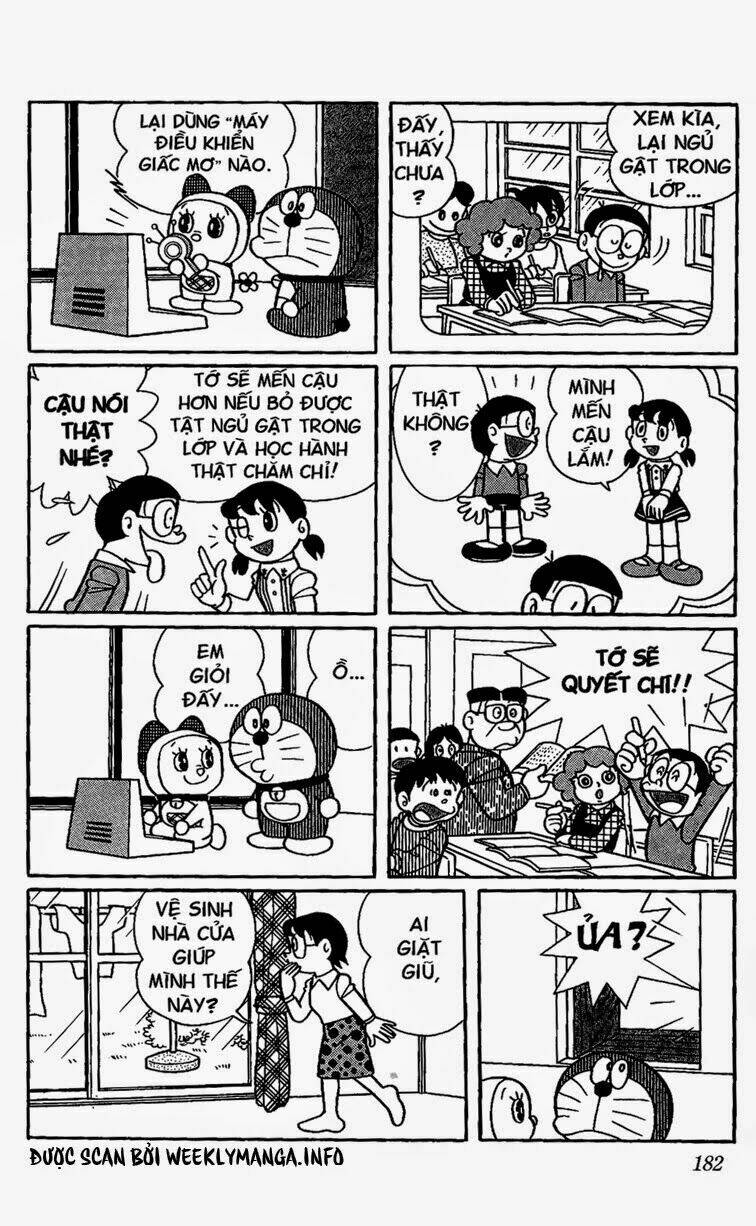 XEM KÌA,
LẠI NGỦ
GẬT TRONG
LỚP...
ĐẤY,
THẤY
CHƯA
?
LẠI DÙNG "MÁY
ĐIỀU KHIỂN
GIẤC MƠ" NÀO.
MÌNH
MẾN
CẬU
LẮM!
THẬT
KHÔNG
?
TỚ SẼ MẾN CẬU
HƠN NẾU BỎ ĐƯỢC
TẬT NGỦ GẬT TRONG
LỚP VÀ HỌC HÀNH
THẬT CHĂM CHỈ!
CẬU NÓI
THẬT
NHÉ?
TỚ SẼ
QUYẾT CHÍ!!
Ồ...
EM
GIỎI
ĐẤY...
ỦA?
AI
GIẶT
GIŨ,
VỆ SINH
NHÀ CỬA
GIÚP
MÌNH THẾ
NÀY?
ĐƯỢC SCAN BỞI WEEKLYMANGA.INFO
182